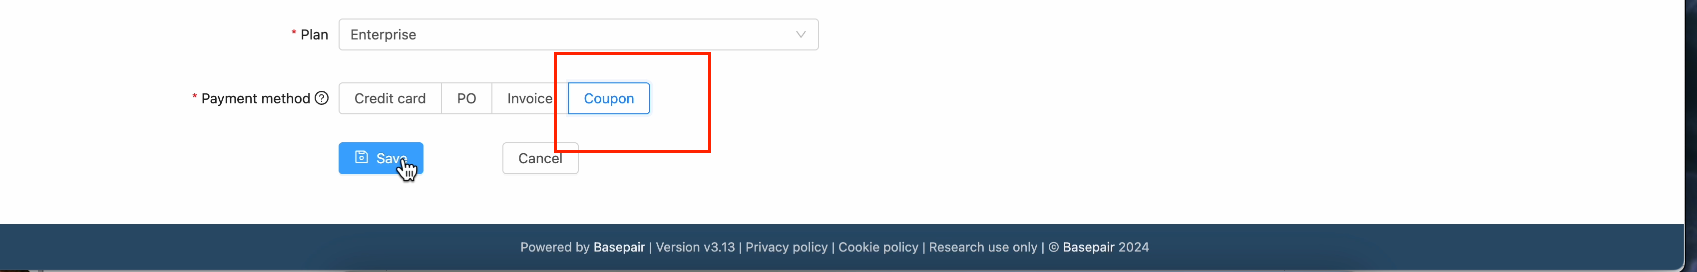 * Plan Enterprise
* Payment method Credit card PO Invoice Coupon
Save Cancel
Powered by Basepair | Version v3.13 | Privacy policy | Cookie policy | Research use only | © Basepair 2024